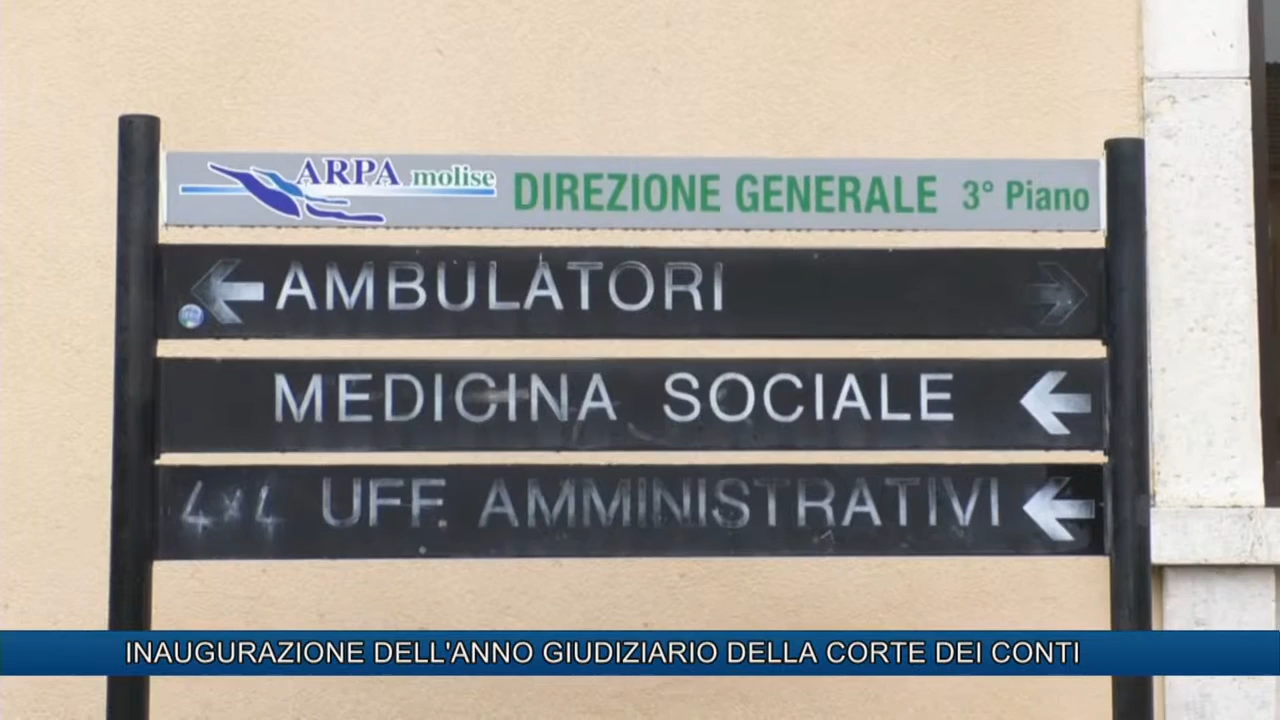 ARPA molise DIREZIONE GENERALE 3° Piano
AMBULATORI
MEDICINA SOCIALE
4x4 UFF. AMMINISTRATIVI
INAUGURAZIONE DELL'ANNO GIUDIZIARIO DELLA CORTE DEI CONTI